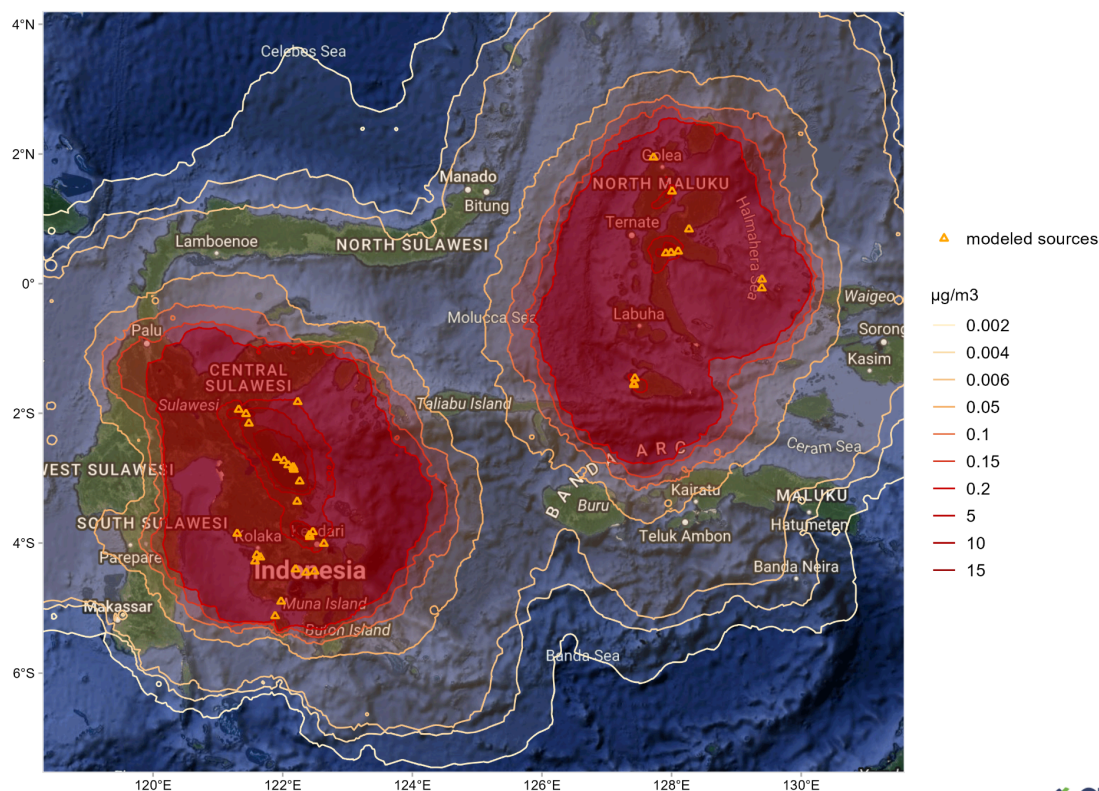 4°N
Celebes Sea
2°N
Manado
Golea
NORTH MALUKU
Bitung
Halmahera Sea
Ternate
Lamboenoe
NORTH SULAWESI
modeled sources
0°
µg/m3
Waigeo
Molucca Sea
Labuha
0.002
Palu
Sorong
0.004
Kasim
CENTRAL
SULAWESI
0.006
Sulawesi
Taliabu Island
2°S
0.05
0.1
BANDA ARC
Ceram Sea
0.15
WEST SULAWESI
Kairatu
MALUKU
0.2
Buru
5
SOUTH SULAWESI
Hatumeten
Kolaka
Kendari
Teluk Ambon
4°S
10
Parepare
Indonesia
Banda Neira
15
Makassar
Muna Island
Buton Island
Banda Sea
6°S
120°E
122°E
124°E
126°E
128°E
130°E